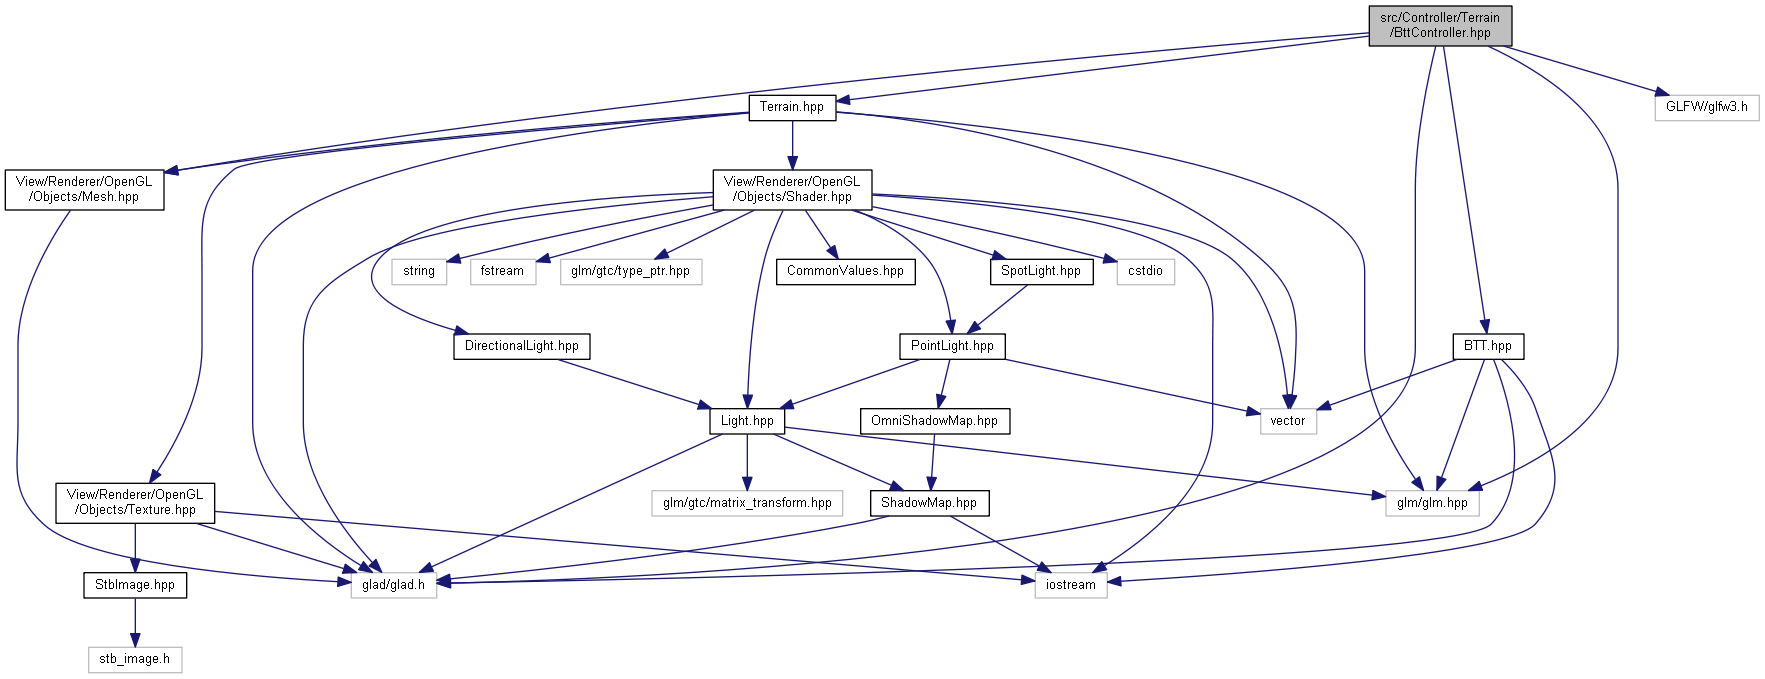 src/Controller/Terrain
/BttController.hpp
Terrain.hpp
GLFW/glfw3.h
View/Renderer/OpenGL
/Objects/Mesh.hpp
View/Renderer/OpenGL
/Objects/Shader.hpp
string
fstream
glm/gtc/type_ptr.hpp
CommonValues.hpp
SpotLight.hpp
cstdio
DirectionalLight.hpp
PointLight.hpp
BTT.hpp
Light.hpp
OmniShadowMap.hpp
vector
View/Renderer/OpenGL
/Objects/Texture.hpp
glm/gtc/matrix_transform.hpp
ShadowMap.hpp
glm/glm.hpp
StbImage.hpp
glad/glad.h
iostream
stb_image.h